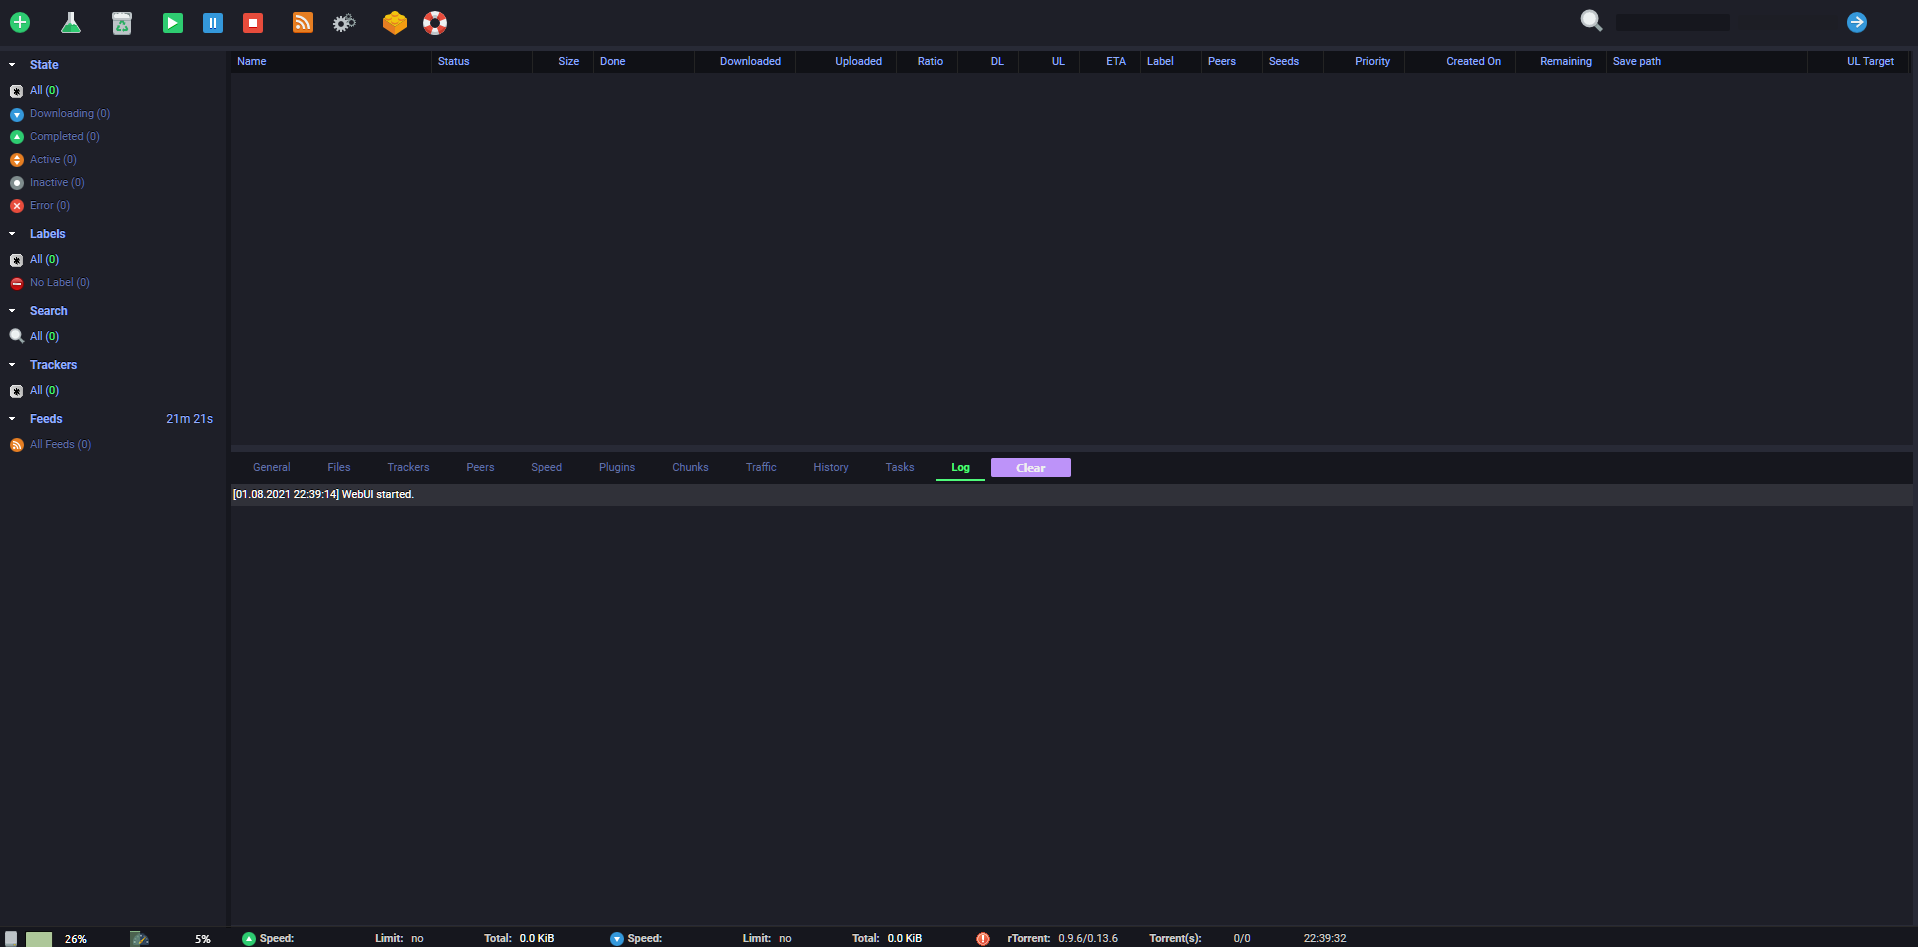 State
All (0)
Downloading (0)
Completed (0)
Active (0)
Inactive (0)
Error (0)
Labels
All (0)
No Label (0)
Search
All (0)
Trackers
All (0)
Feeds 21m 21s
All Feeds (0)
Name Status Size Done Downloaded Uploaded Ratio DL UL ETA Label Peers Seeds Priority Created On Remaining Save path UL Target
General Files Trackers Peers Speed Plugins Chunks Traffic History Tasks Log Clear
[01.08.2021 22:39:14] WebUI started.
26% 5% Speed: Limit: no Total: 0.0 KiB Speed: Limit: no Total: 0.0 KiB rTorrent: 0.9.6/0.13.6 Torrent(s): 0/0 22:39:32